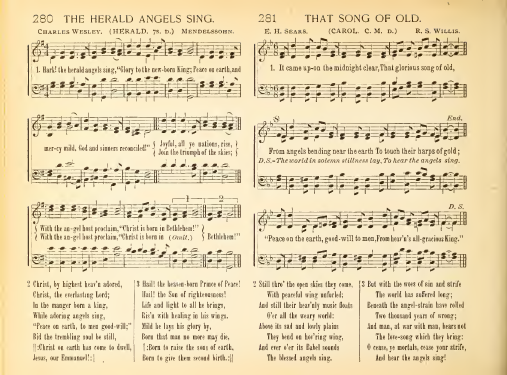 280 THE HERALD ANGELS SING.
CHARLES WESLEY. (HERALD, 7s. D.) MENDELSSOHN.
1. Hark! the herald angels sing, "Glory to the new-born King; Peace on earth, and
mer-cy mild, God and sinners reconciled!" { Joyful, all ye nations, rise,
Join the triumph of the skies; }
{ With the an-gel host proclaim, "Christ is born in Bethlehem!"
With the an-gel host proclaim, "Christ is born in (Omit.) } Bethlehem!"
2 Christ, by highest heav'n adored,
Christ, the everlasting lord;
In the manger born a king,
While adoring angels sing,
"Peace on earth, to men good-will;"
Bid the trembling soul be still,
||:Christ on earth has come to dwell,
Jesus, our Emmanuel!:||
3 Hail! the heaven-born Prince of Peace!
Hail! the Son of righteousness!
Life and light to all he brings,
Ris'n with healing in his wings.
Mild he lays his glory by,
Born that man no more may die,
||:Born to raise the sons of earth,
Born to give them second birth.:||
281 THAT SONG OF OLD.
E. H. SEARS. (CAROL. C. M. D.) R. S. WILLIS.
1. It came up-on the midnight clear, That glorious song of old,
S End.
From angels bending near the earth To touch their harps of gold;
D.S.-The world in solemn stillness lay, To hear the angels sing.
D. S.
"Peace on the earth, good-will to men, From heav'n's all-gracious King."
2 Still thro' the open skies they come,
With peaceful wing unfurled;
And still their heav'nly music floats
O'er all the weary world:
Above its sad and lowly plains
They bend on hov'ring wing,
And ever o'er its Babel sounds
The blessed angels sing.
3 But with the woes of sin and strife
The world has suffered long;
Beneath the angel-strain have rolled
Two thousand years of wrong;
And man, at war with man, hears not
The love-song which they bring:
O cease, ye mortals, cease your strife,
And hear the angels sing!